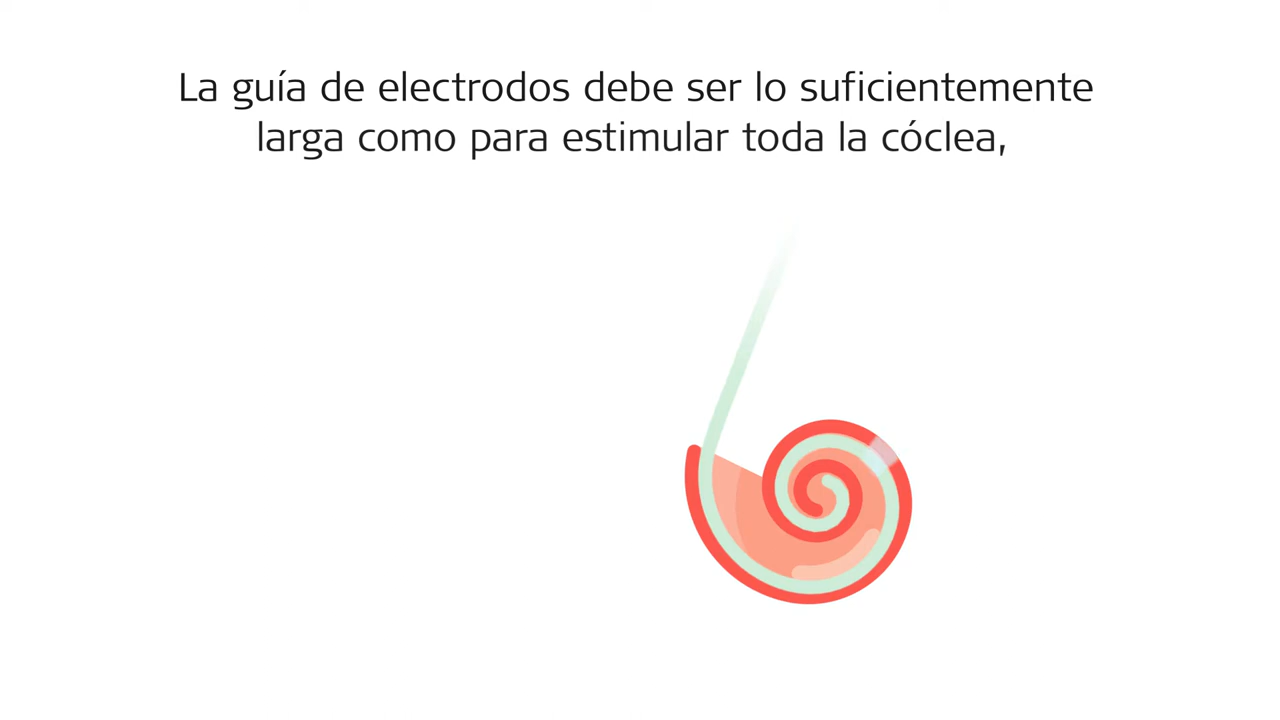 La guía de electrodos debe ser lo suficientemente
larga como para estimular toda la cóclea,